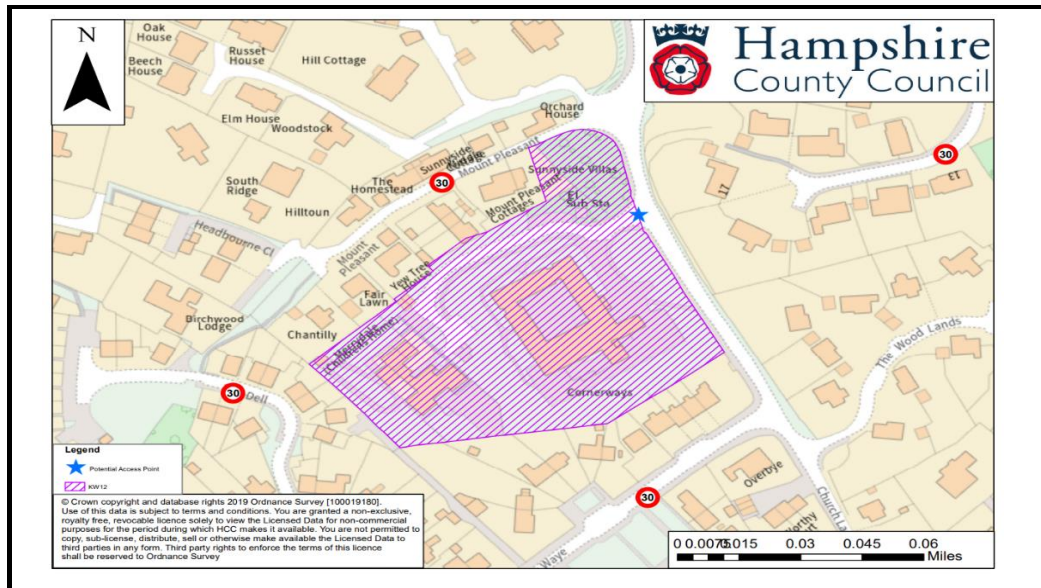 N
Hampshire
County Council
Oak
House
Beech
House
Russet
House
Hill Cottage
Elm House
Woodstock
Orchard
House
Sunnyside
Cottage
Mount Pleasant
The
Homestead
30
30
South
Ridge
Hilltoun
Sunnyside Villas
El
Sub Sta
Mount Pleasant
Cottages
17
13
Headbourne Cl
Mount
Pleasant
Yew Tree
House
Fair
Lawn
Birchwood
Lodge
Chantilly
Merrydale
(Childrens Home)
The Wood Lands
30
Dell
Cornerways
Legend
Potential Access Point
KW12
Overbye
30
Church La
Waye
© Crown copyright and database rights 2019 Ordnance Survey [100019180].
Use of this data is subject to terms and conditions. You are granted a non-exclusive,
royalty free, revocable licence solely to view the Licensed Data for non-commercial
purposes for the period during which HCC makes it available. You are not permitted to
copy, sub-license, distribute, sell or otherwise make available the Licensed Data to
third parties in any form. Third party rights to enforce the terms of this licence
shall be reserved to Ordnance Survey
0 0.0075 0.015 0.03 0.045 0.06
Miles